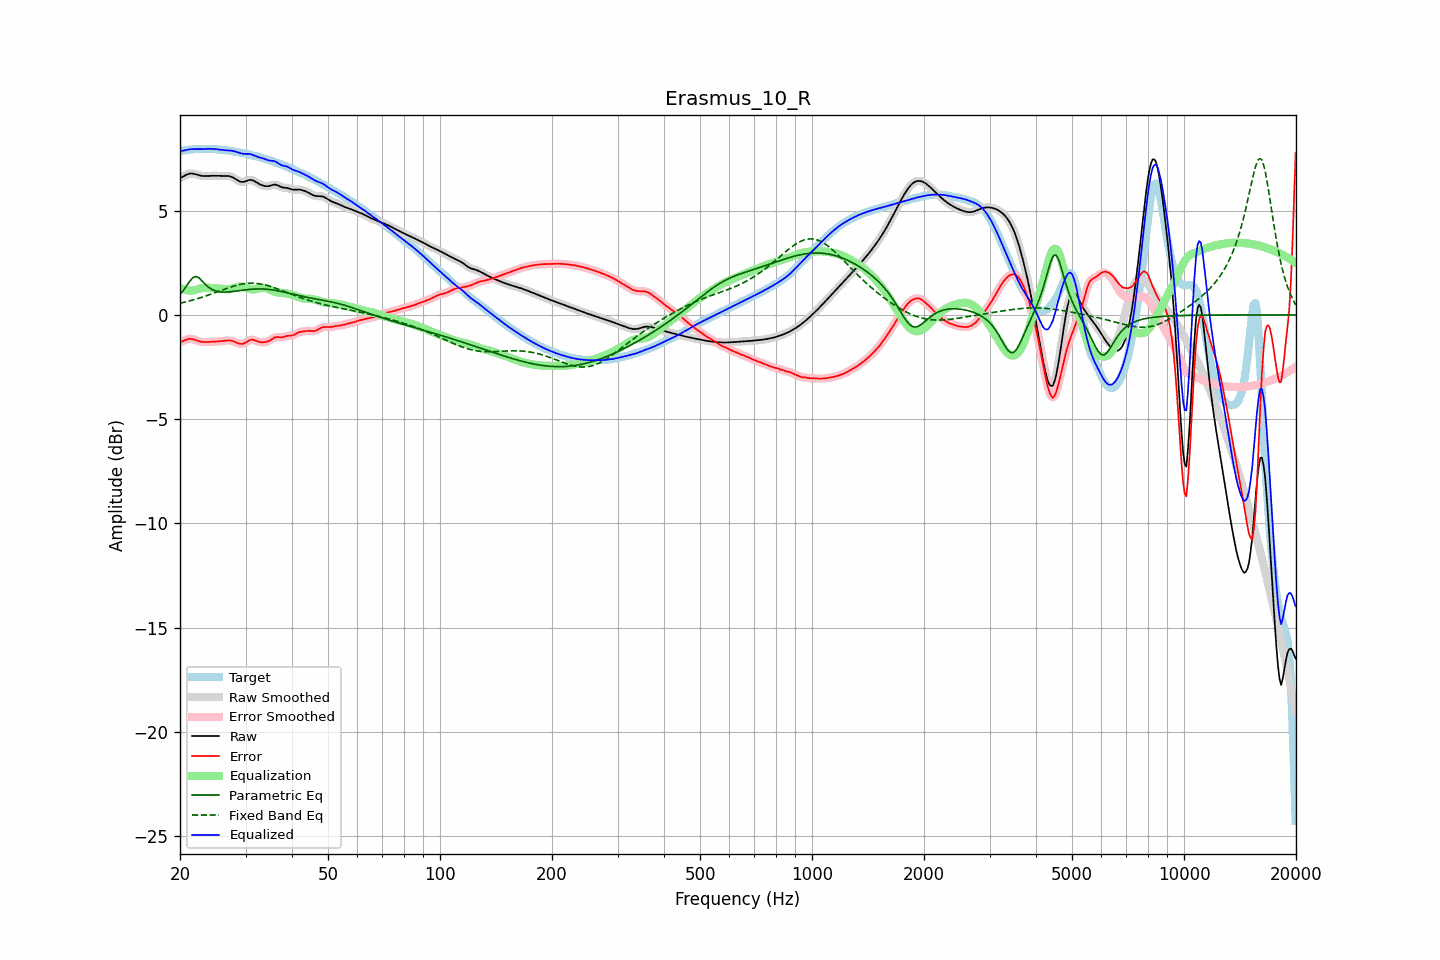 Erasmus_10_R
5
0
−5
−10
−15
−20
−25
Amplitude (dBr)
Target
Raw Smoothed
Error Smoothed
Raw
Error
Equalization
Parametric Eq
Fixed Band Eq
Equalized
20 50 100 200 500 1000 2000 5000 10000 20000
Frequency (Hz)